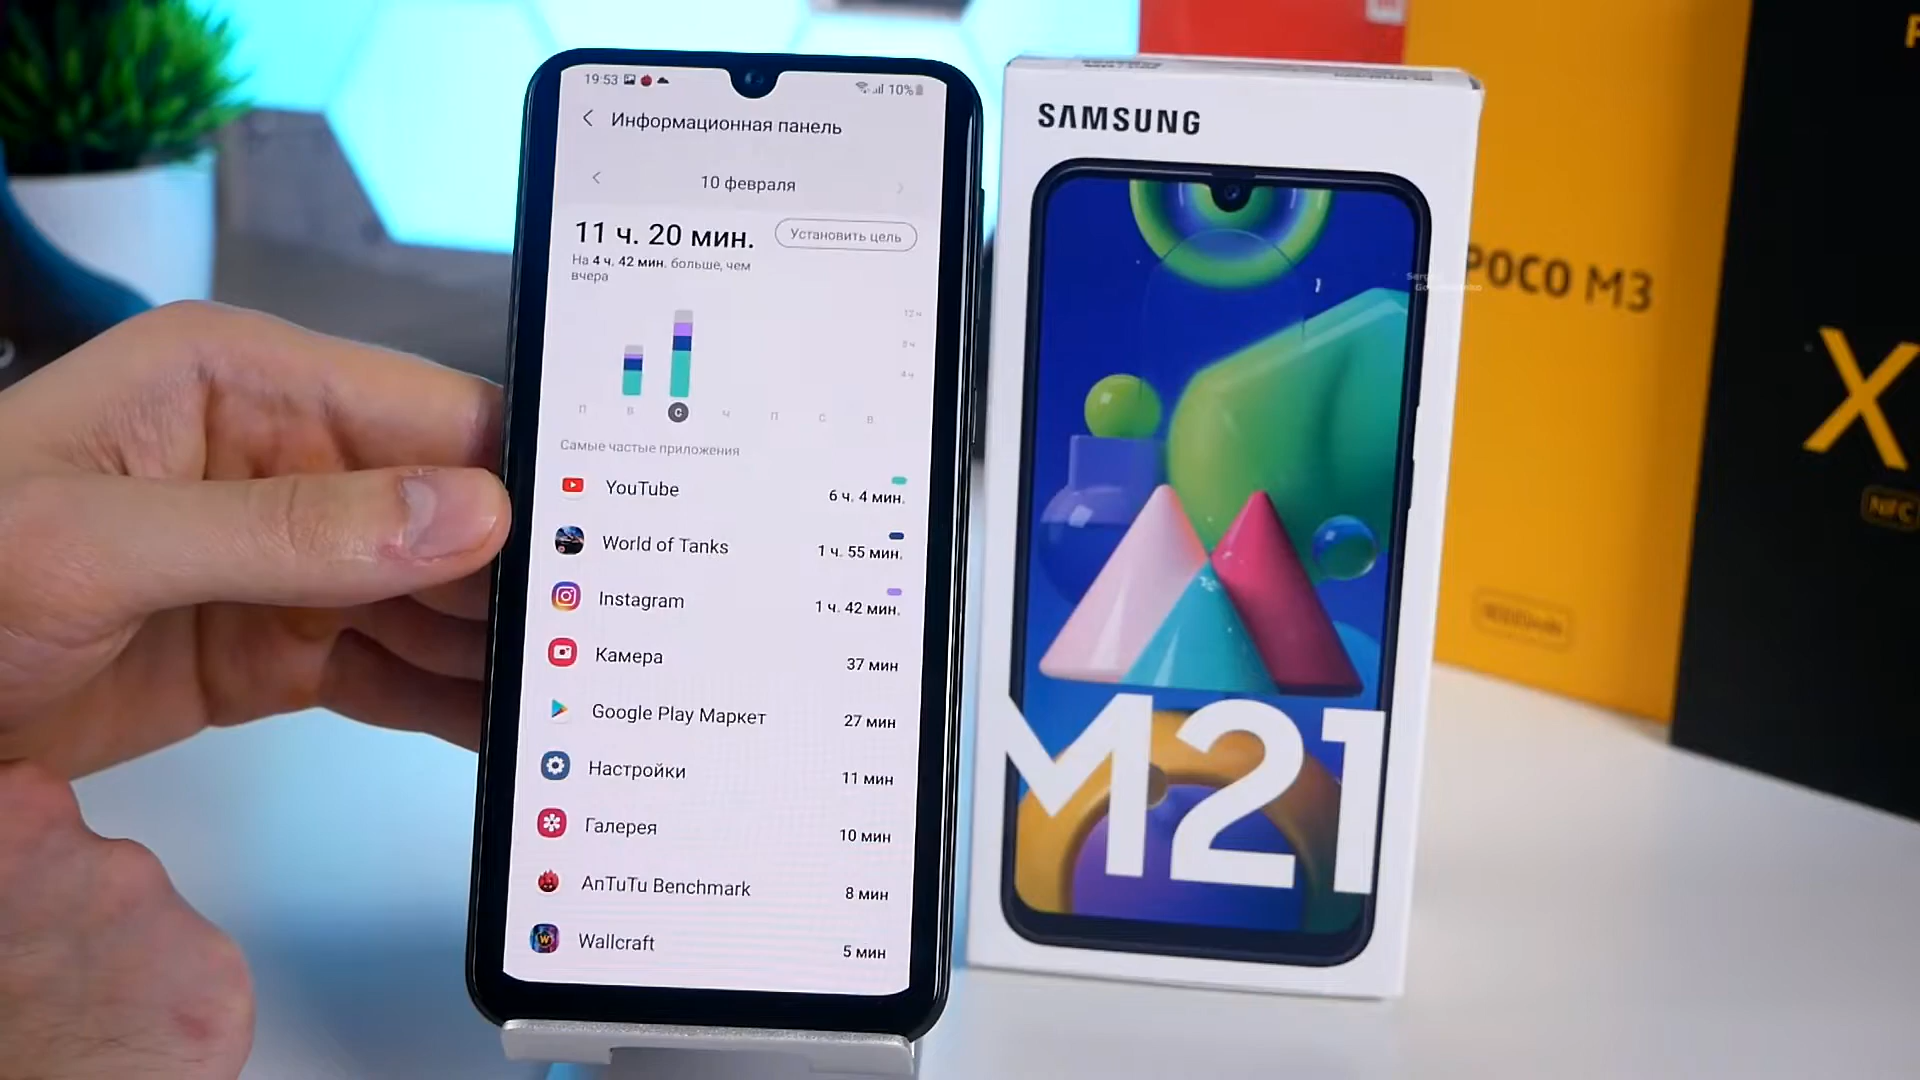 19:53
10%
Информационная панель
10 февраля
11 ч. 20 мин.
Установить цель
На 4 ч. 42 мин. больше, чем
вчера
12 ч
8 ч
4 ч
П В С Ч П С В
Самые частые приложения
YouTube 6 ч. 4 мин.
World of Tanks 1 ч. 55 мин.
Instagram 1 ч. 42 мин.
Камера 37 мин
Google Play Маркет 27 мин
Настройки 11 мин
Галерея 10 мин
AnTuTu Benchmark 8 мин
Wallcraft 5 мин
SAMSUNG
M21
POCO M3
X
NFC